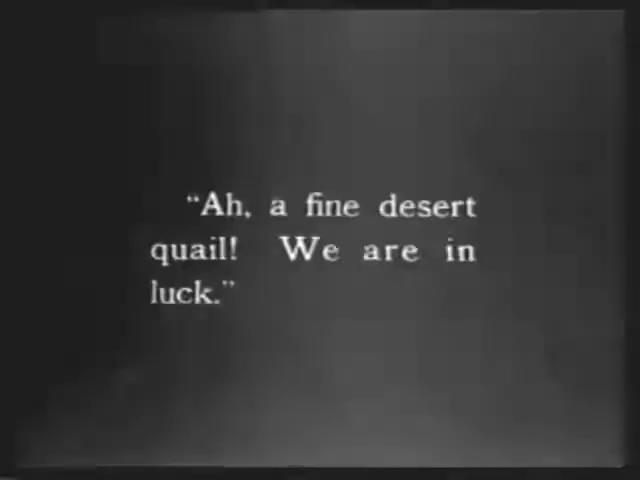 “Ah, a fine desert
quail! We are in
luck.”